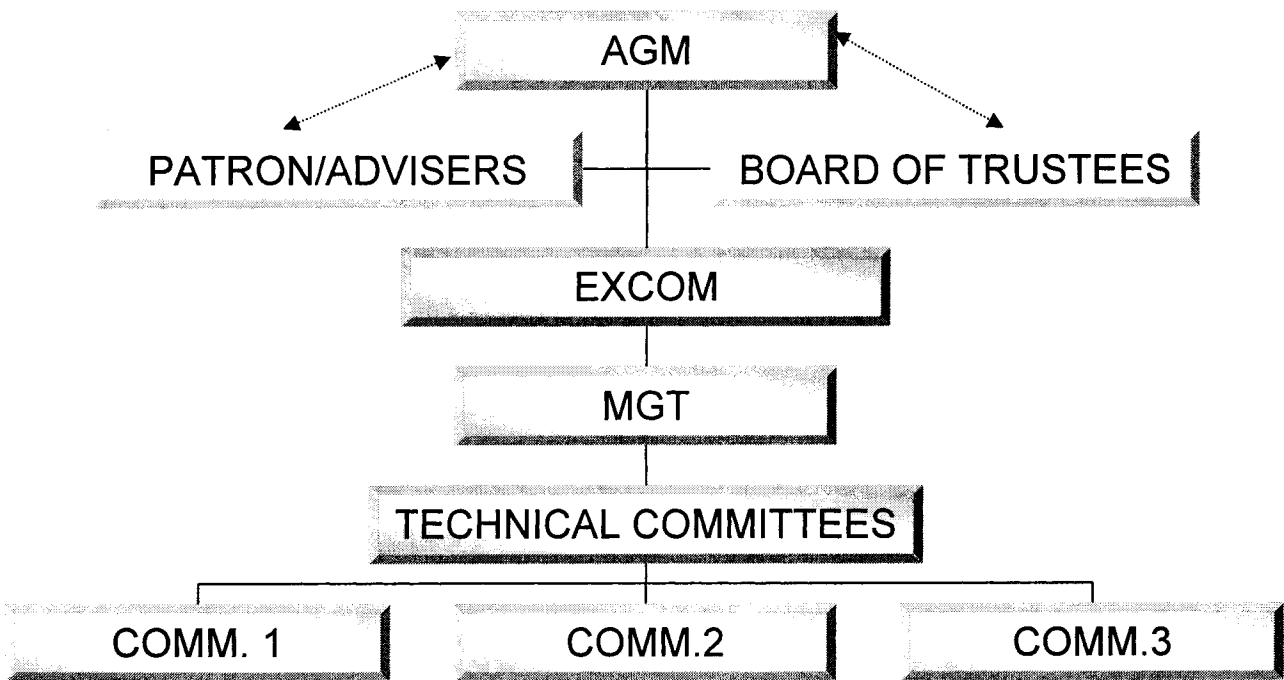 AGM
PATRON/ADVISERS
BOARD OF TRUSTEES
EXCOM
MGT
TECHNICAL COMMITTEES
COMM. 1
COMM.2
COMM.3